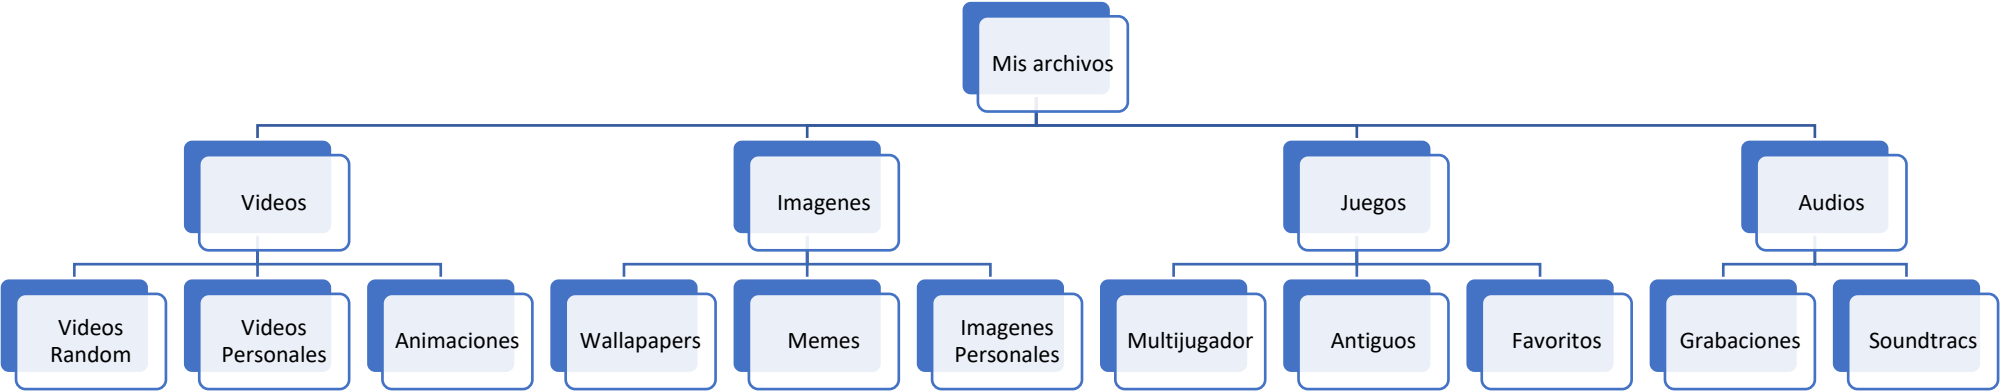 Mis archivos
Videos
Imagenes
Juegos
Audios
Videos
Random
Videos
Personales
Animaciones
Wallapapers
Memes
Imagenes
Personales
Multijugador
Antiguos
Favoritos
Grabaciones
Soundtracs